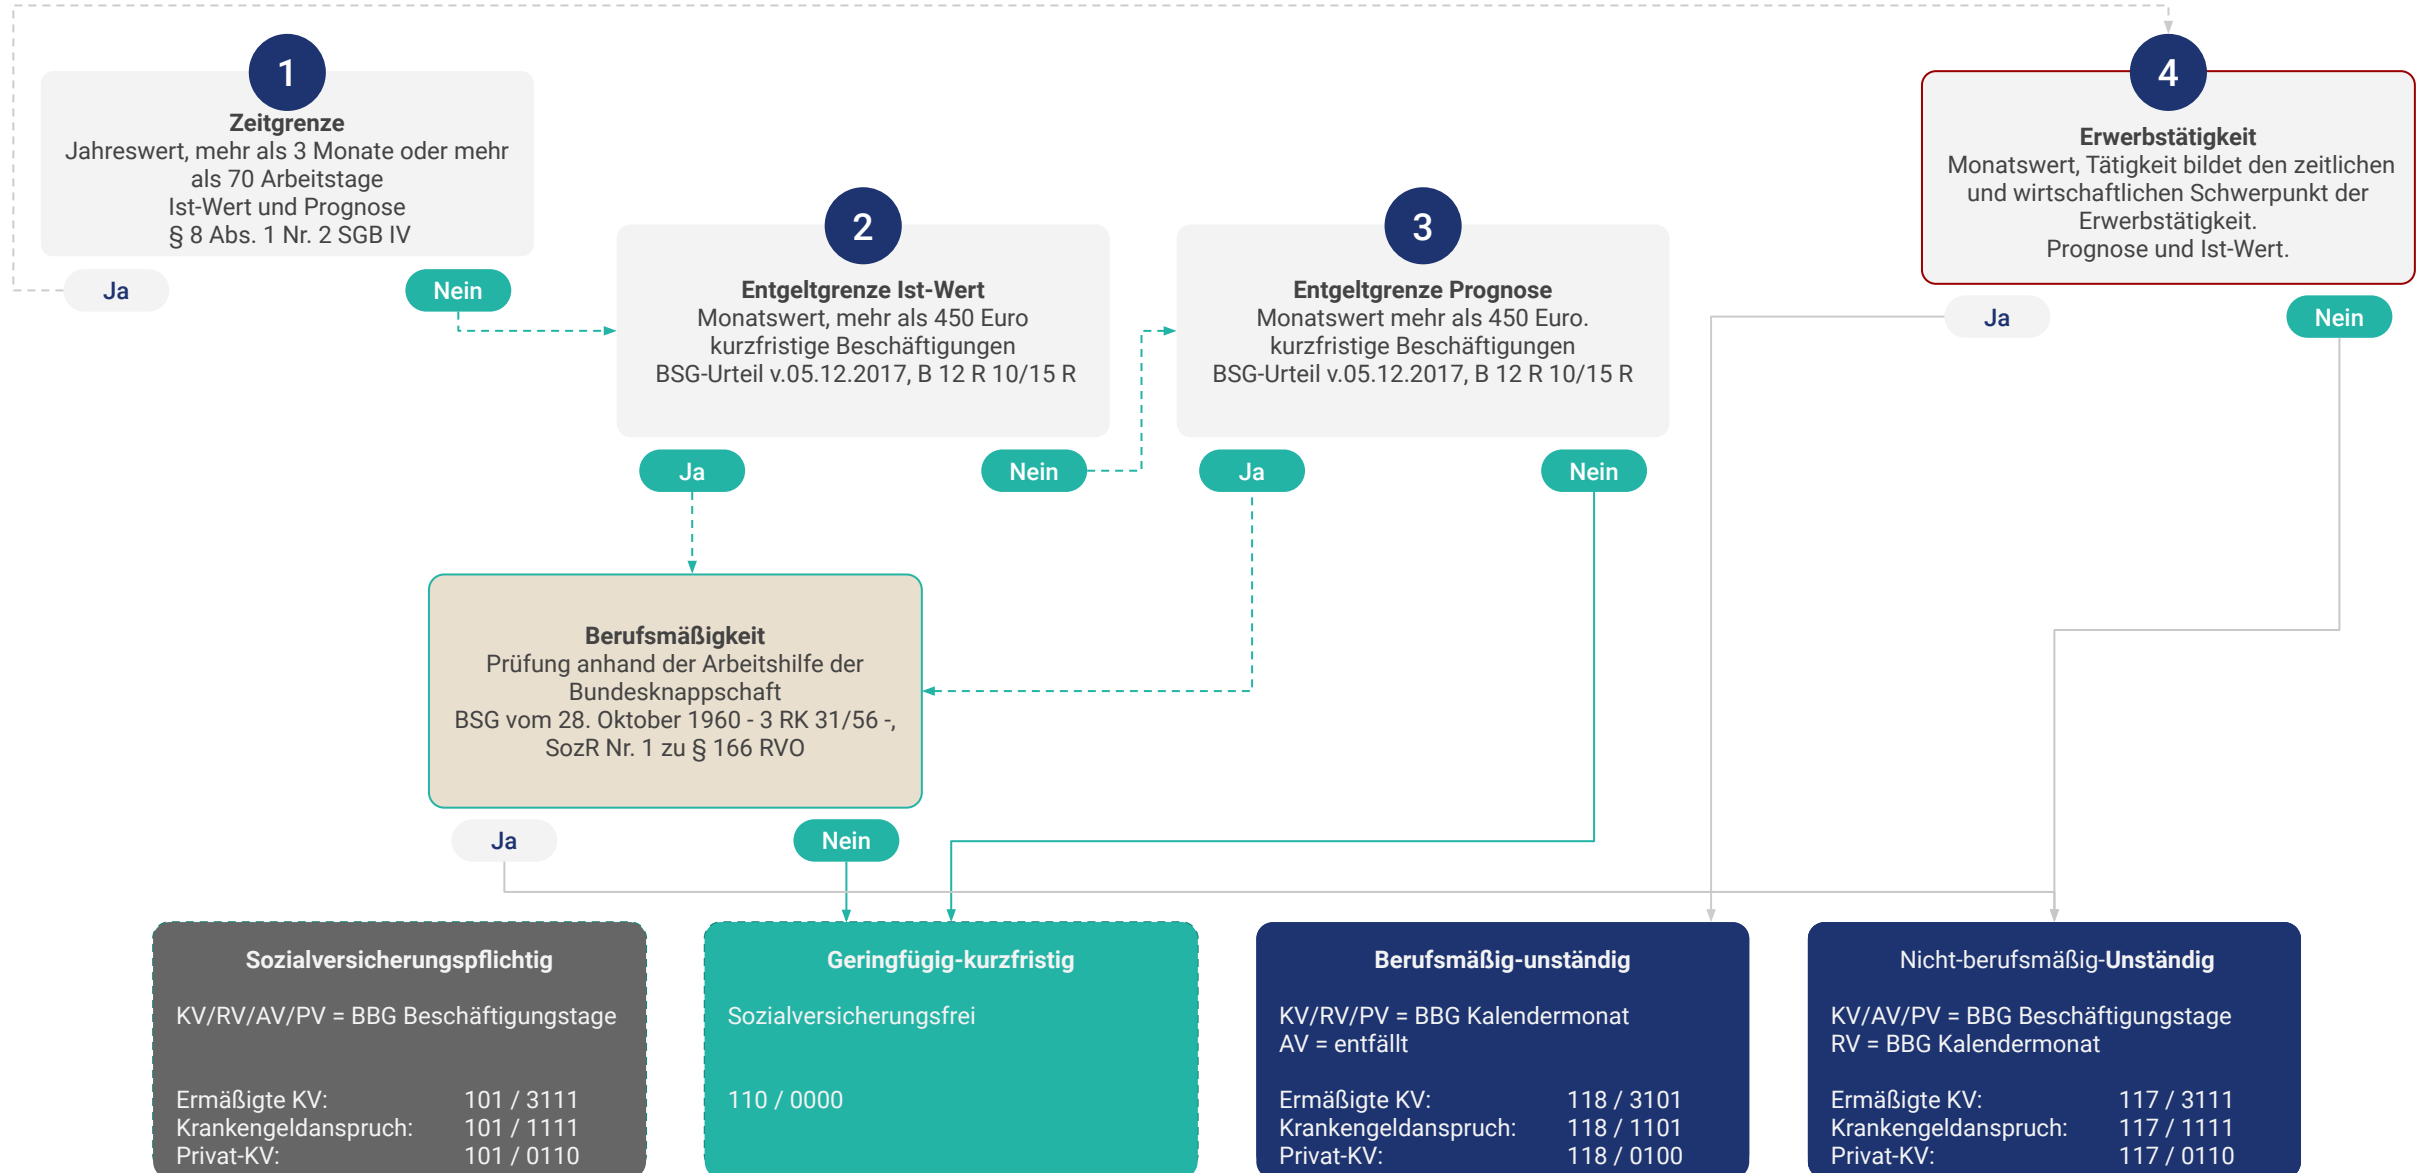 1
Zeitgrenze
Jahreswert, mehr als 3 Monate oder mehr
als 70 Arbeitstage
Ist-Wert und Prognose
§ 8 Abs. 1 Nr. 2 SGB IV
Ja
Nein
2
Entgeltgrenze Ist-Wert
Monatswert, mehr als 450 Euro
kurzfristige Beschäftigungen
BSG-Urteil v.05.12.2017, B 12 R 10/15 R
Ja
Nein
3
Entgeltgrenze Prognose
Monatswert mehr als 450 Euro.
kurzfristige Beschäftigungen
BSG-Urteil v.05.12.2017, B 12 R 10/15 R
Ja
Nein
4
Erwerbstätigkeit
Monatswert, Tätigkeit bildet den zeitlichen
und wirtschaftlichen Schwerpunkt der
Erwerbstätigkeit.
Prognose und Ist-Wert.
Ja
Nein
Berufsmäßigkeit
Prüfung anhand der Arbeitshilfe der
Bundesknappschaft
BSG vom 28. Oktober 1960 - 3 RK 31/56 -,
SozR Nr. 1 zu § 166 RVO
Ja
Nein
Sozialversicherungspflichtig
KV/RV/AV/PV = BBG Beschäftigungstage
Ermäßigte KV: 101 / 3111
Krankengeldanspruch: 101 / 1111
Privat-KV: 101 / 0110
Geringfügig-kurzfristig
Sozialversicherungsfrei
110 / 0000
Berufsmäßig-unständig
KV/RV/PV = BBG Kalendermonat
AV = entfällt
Ermäßigte KV: 118 / 3101
Krankengeldanspruch: 118 / 1101
Privat-KV: 118 / 0100
Nicht-berufsmäßig-Unständig
KV/AV/PV = BBG Beschäftigungstage
RV = BBG Kalendermonat
Ermäßigte KV: 117 / 3111
Krankengeldanspruch: 117 / 1111
Privat-KV: 117 / 0110